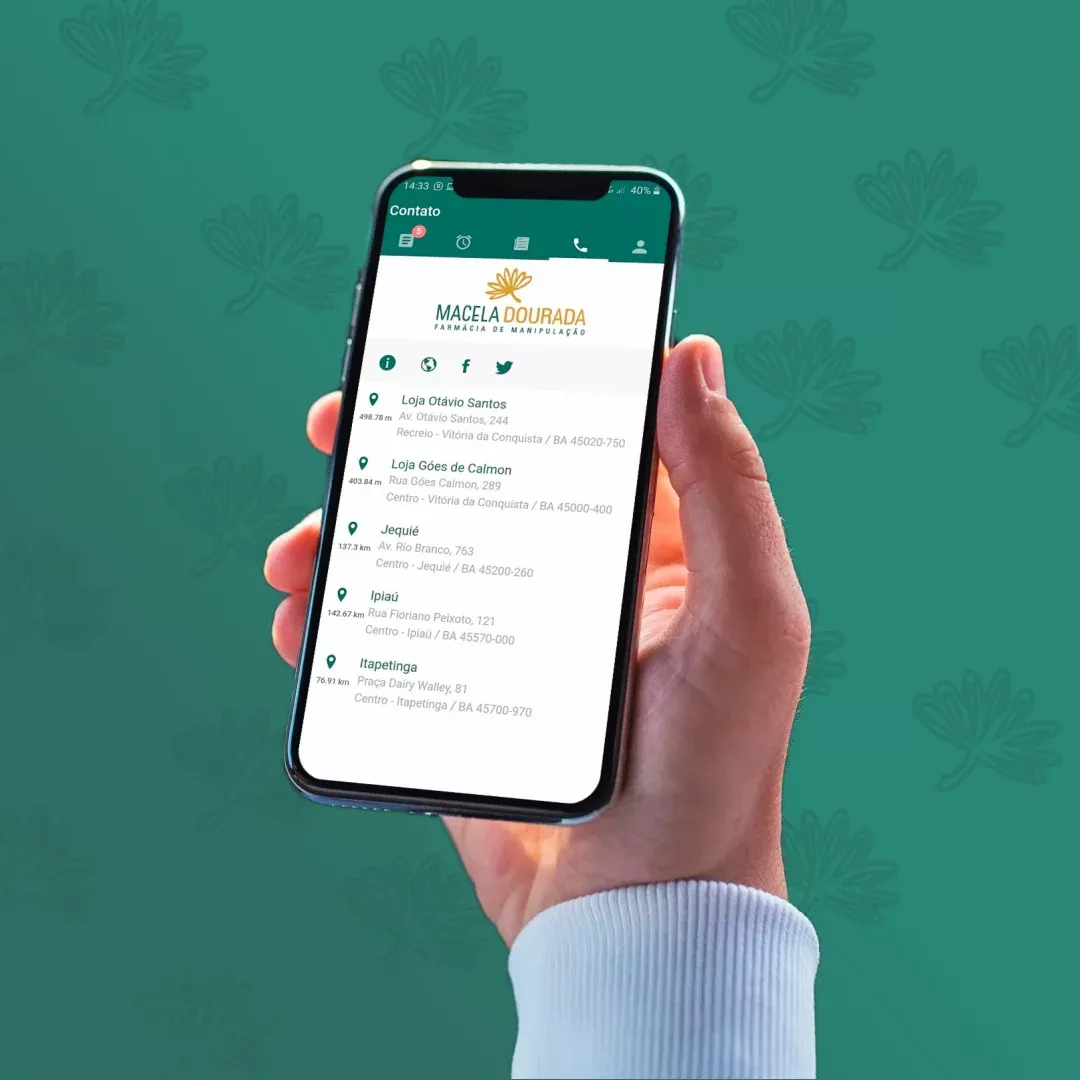 14:33
40%
Contato
5
MACELA DOURADA
FARMÁCIA DE MANIPULAÇÃO
Loja Otávio Santos
498.78 m Av. Otávio Santos, 244
Recreio - Vitória da Conquista / BA 45020-750
Loja Góes de Calmon
403.84 m Rua Góes Calmon, 289
Centro - Vitória da Conquista / BA 45000-400
Jequié
137.3 km Av. Rio Branco, 763
Centro - Jequié / BA 45200-260
Ipiaú
142.67 km Rua Floriano Peixoto, 121
Centro - Ipiaú / BA 45570-000
Itapetinga
76.91 km Praça Dairy Walley, 81
Centro - Itapetinga / BA 45700-970